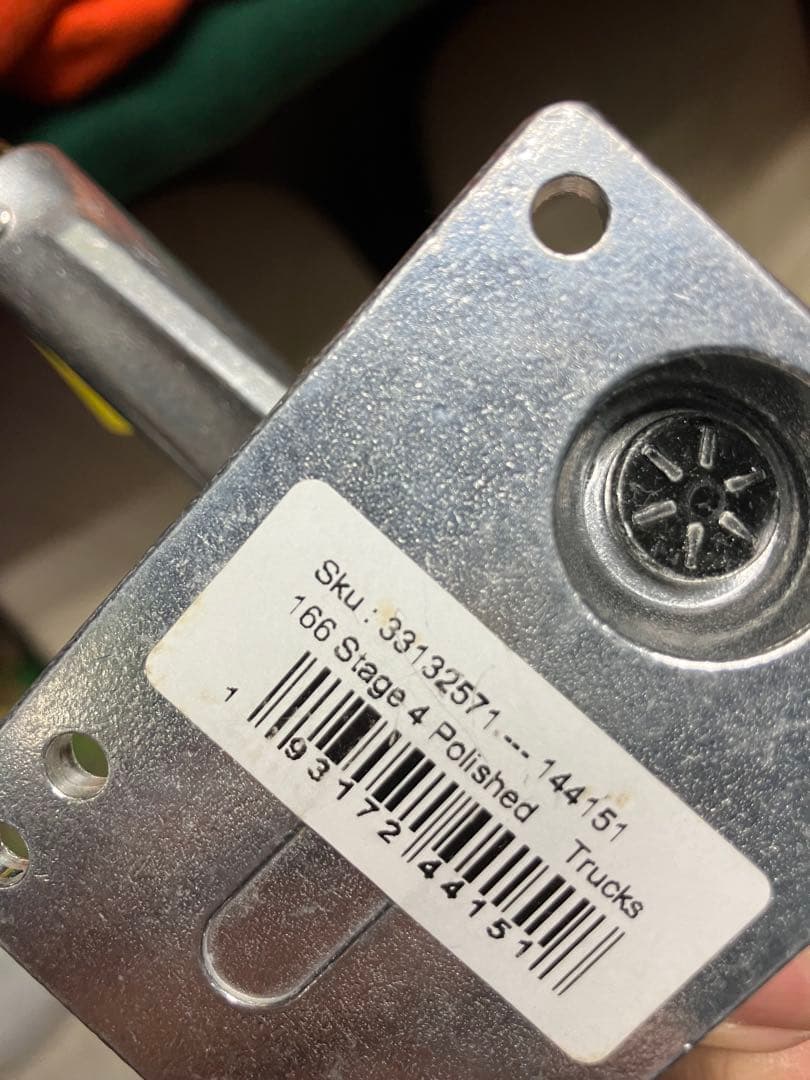 Sku : 33132571 --- 144151
166 Stage 4 Polished Trucks
1 93172 44151